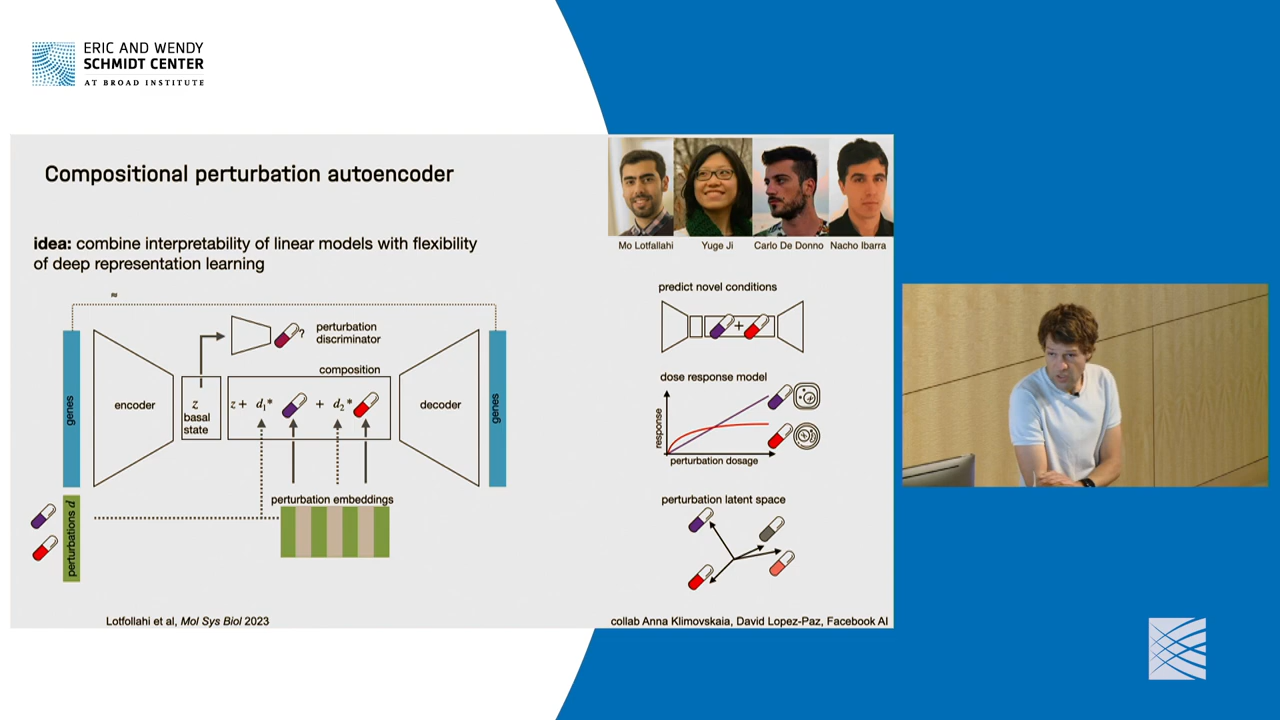 ERIC AND WENDY
SCHMIDT CENTER
AT BROAD INSTITUTE
Compositional perturbation autoencoder
idea: combine interpretability of linear models with flexibility
of deep representation learning
≈
genes
encoder
z
basal
state
perturbation
discriminator
?
composition
z + d₁* + d₂*
decoder
genes
perturbations d
perturbation embeddings
Lotfollahi et al, Mol Sys Biol 2023
Mo Lotfallahi Yuge Ji Carlo De Donno Nacho Ibarra
predict novel conditions
+
dose response model
response
perturbation dosage
perturbation latent space
collab Anna Klimovskaia, David Lopez-Paz, Facebook AI